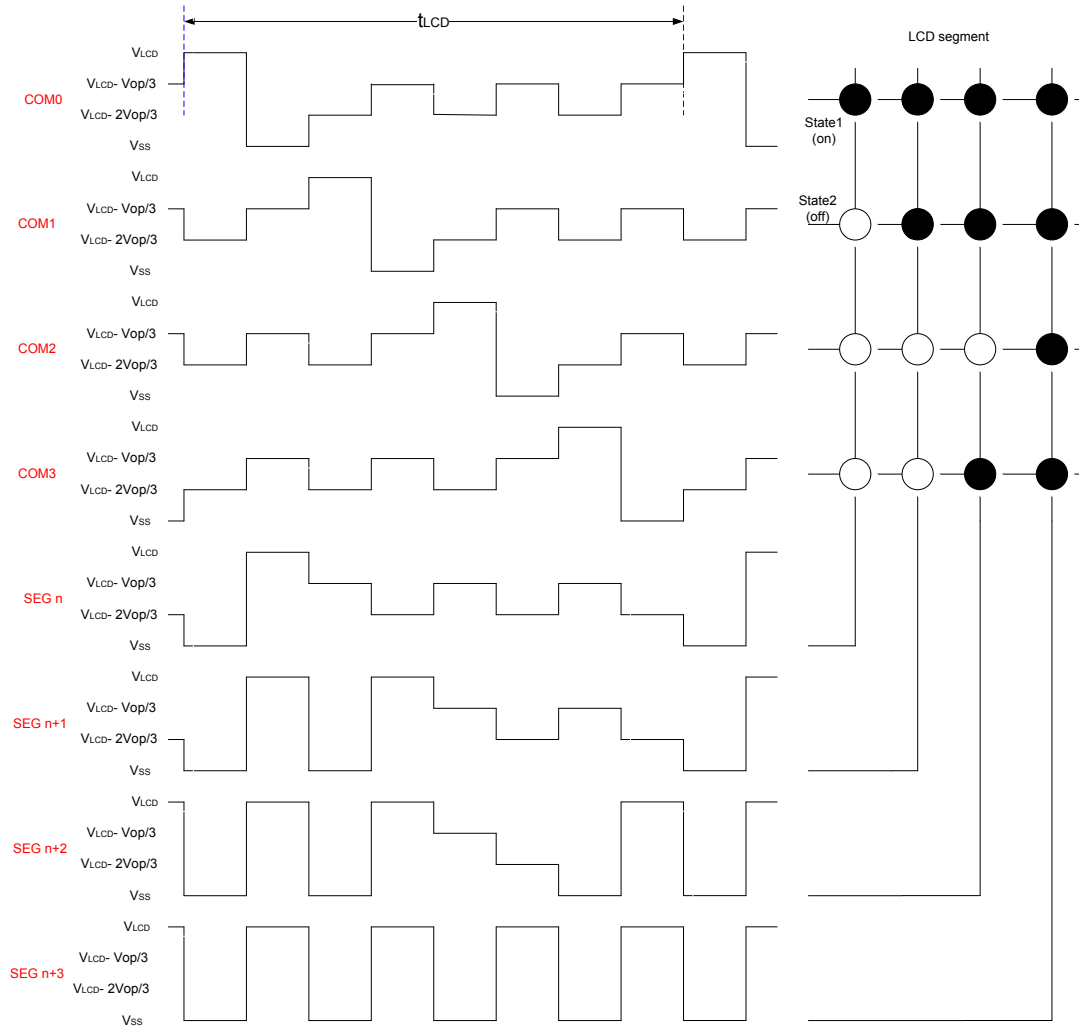 tLCD
LCD segment
State1
(on)
State2
(off)
COM0
VLCD
VLCD- Vop/3
VLCD- 2Vop/3
VSS
COM1
VLCD
VLCD- Vop/3
VLCD- 2Vop/3
VSS
COM2
VLCD
VLCD- Vop/3
VLCD- 2Vop/3
VSS
COM3
VLCD
VLCD- Vop/3
VLCD- 2Vop/3
VSS
SEG n
VLCD
VLCD- Vop/3
VLCD- 2Vop/3
VSS
SEG n+1
VLCD
VLCD- Vop/3
VLCD- 2Vop/3
VSS
SEG n+2
VLCD
VLCD- Vop/3
VLCD- 2Vop/3
VSS
SEG n+3
VLCD
VLCD- Vop/3
VLCD- 2Vop/3
VSS